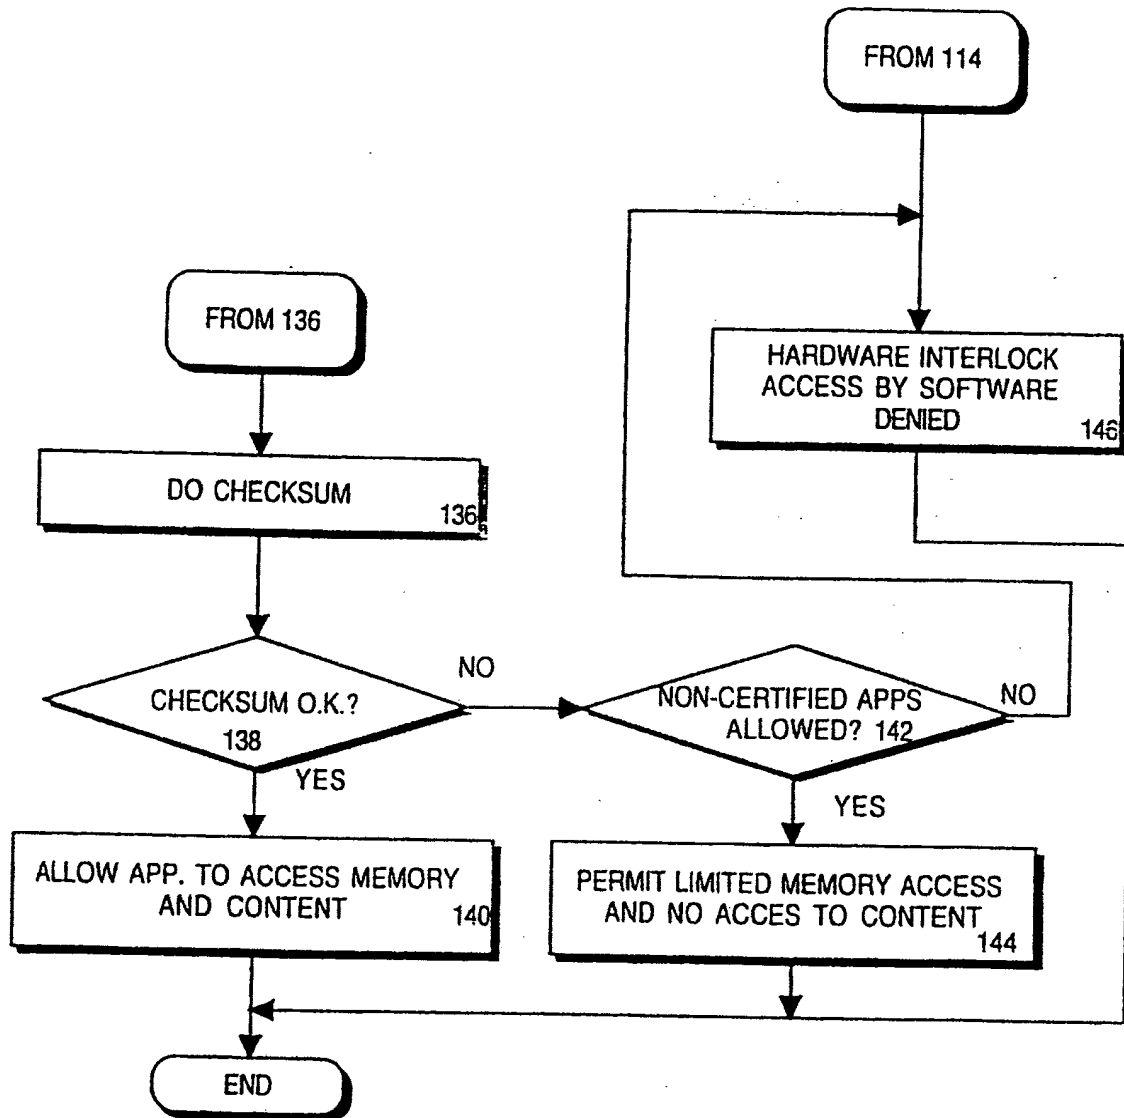 FROM 114
FROM 136
HARDWARE INTERLOCK
ACCESS BY SOFTWARE
DENIED
146
DO CHECKSUM
136
CHECKSUM O.K.?
138
NO
YES
NON-CERTIFIED APPS
ALLOWED? 142
NO
YES
ALLOW APP. TO ACCESS MEMORY
AND CONTENT
140
PERMIT LIMITED MEMORY ACCESS
AND NO ACCES TO CONTENT
144
END